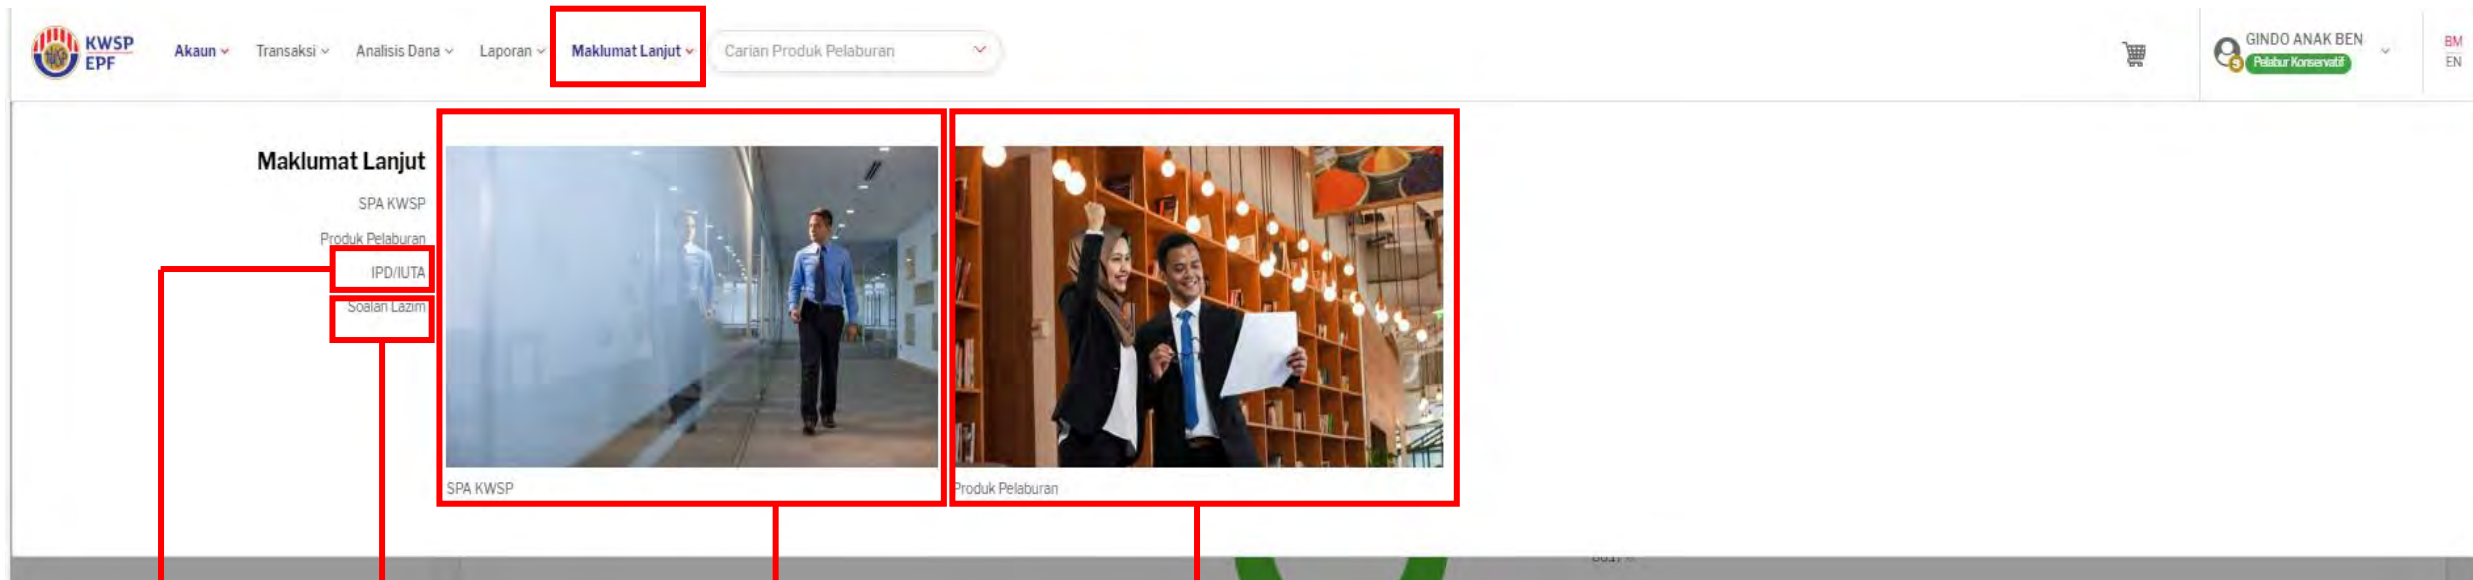 KWSP
EPF
Akaun
Transaksi
Analisis Dana
Laporan
Maklumat Lanjut
Carian Produk Pelaburan
GINDO ANAK BEN
Pelabur Konservatif
BM
EN
Maklumat Lanjut
SPA KWSP
Produk Pelaburan
IPD/IUTA
Soalan Lazim
SPA KWSP
Produk Pelaburan